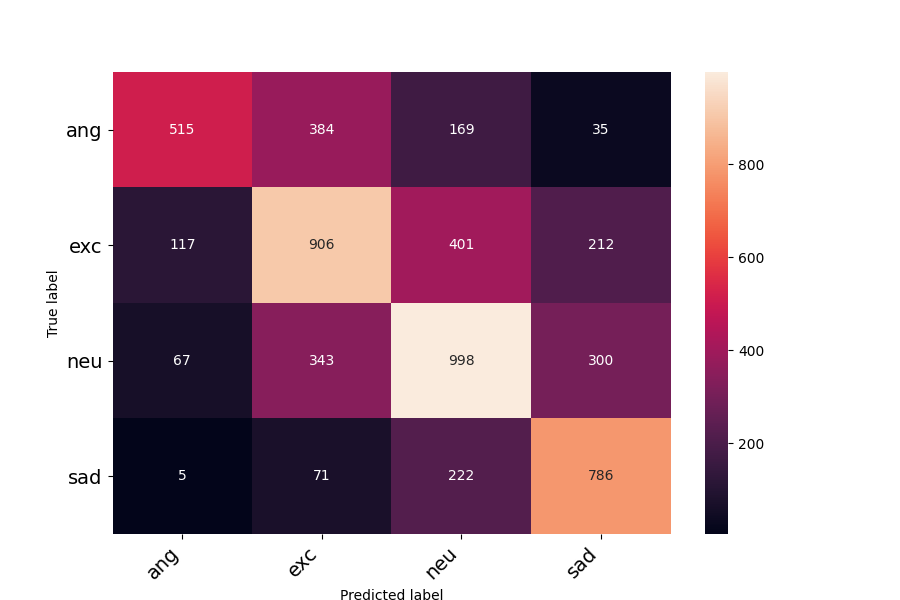 ang 515 384 169 35
exc 117 906 401 212
neu 67 343 998 300
sad 5 71 222 786
ang exc neu sad
True label
Predicted label
800
600
400
200